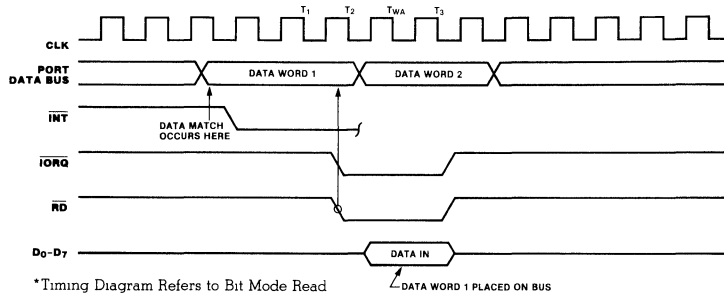 T1 T2 TWA T3
CLK
PORT
DATA BUS
DATA WORD 1 DATA WORD 2
INT
DATA MATCH
OCCURS HERE
IORQ
RD
D0-D7
DATA IN
*Timing Diagram Refers to Bit Mode Read
DATA WORD 1 PLACED ON BUS